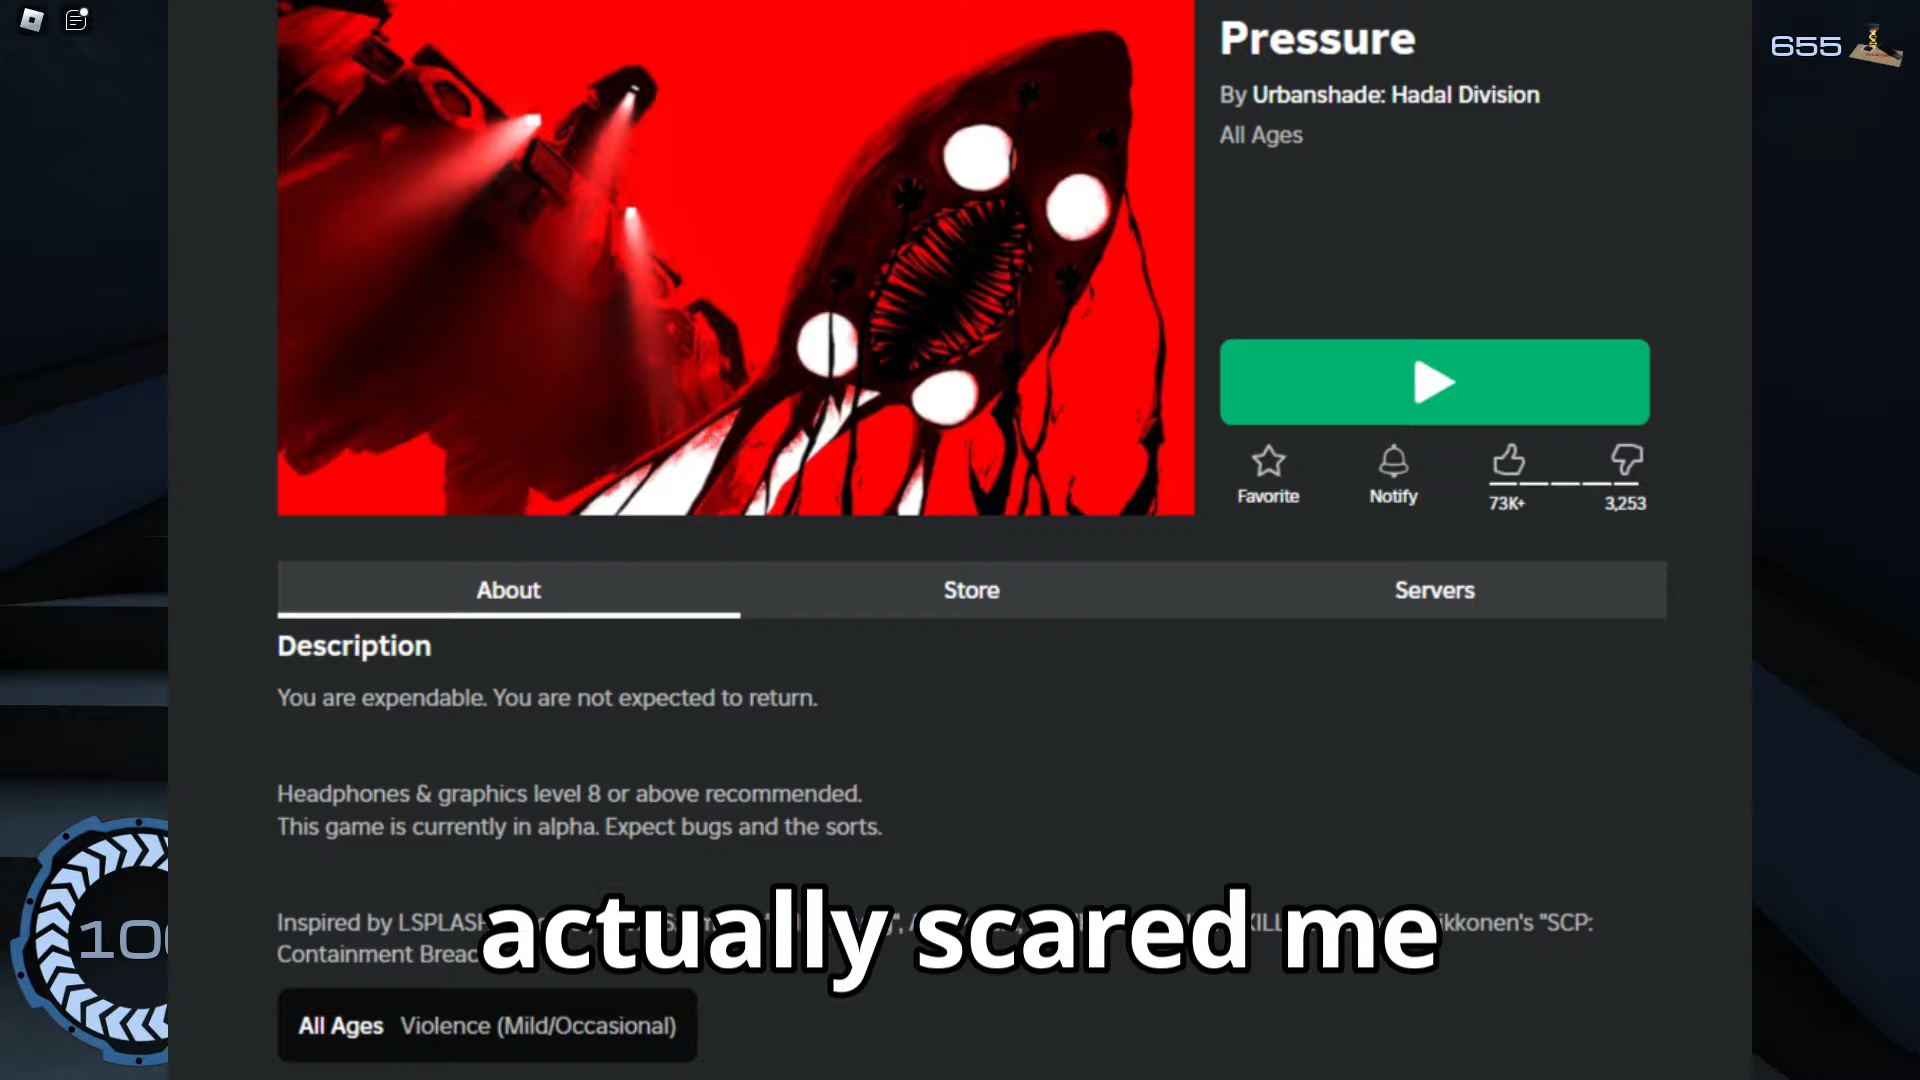 Pressure
By Urbanshade: Hadal Division
All Ages
655
Favorite
Notify
73K+
3,253
About
Store
Servers
Description
You are expendable. You are not expected to return.
Headphones & graphics level 8 or above recommended.
This game is currently in alpha. Expect bugs and the sorts.
Inspired by "SCP:
Containment
actually scared me
100
All Ages Violence (Mild/Occasional)